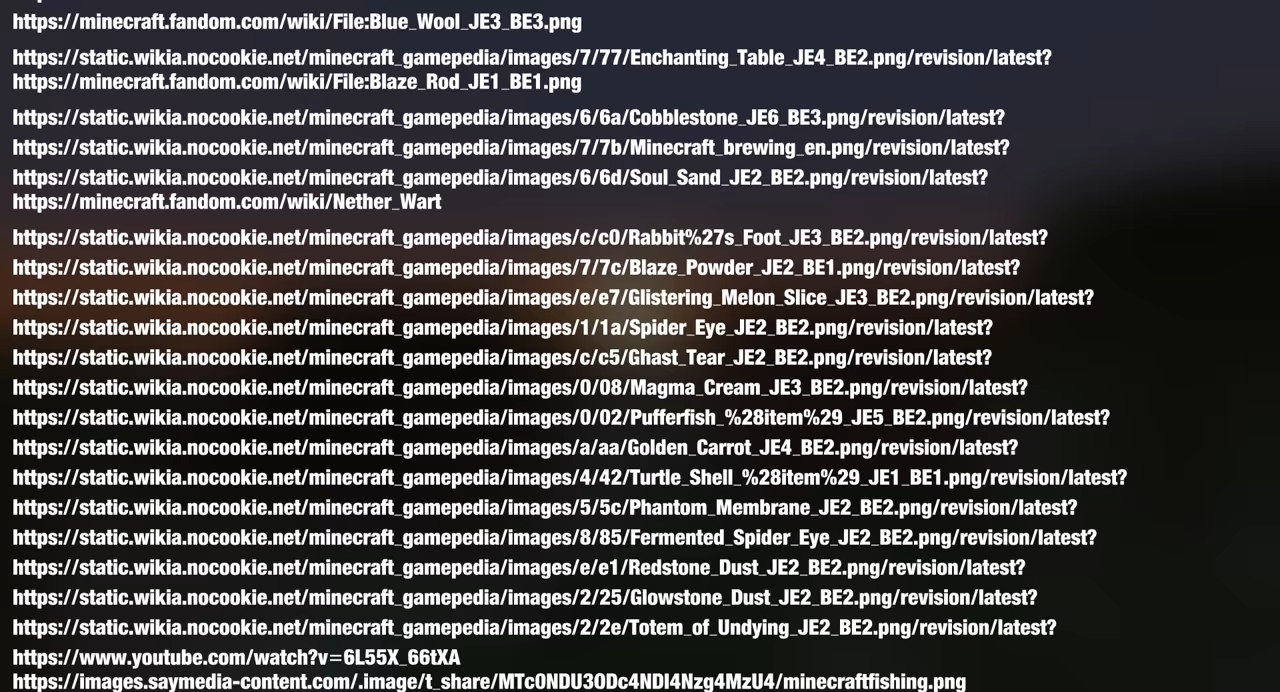 https://minecraft.fandom.com/wiki/File:Blue_Wool_JE3_BE3.png
https://static.wikia.nocookie.net/minecraft_gamepedia/images/7/77/Enchanting_Table_JE4_BE2.png/revision/latest?
https://minecraft.fandom.com/wiki/File:Blaze_Rod_JE1_BE1.png
https://static.wikia.nocookie.net/minecraft_gamepedia/images/6/6a/Cobblestone_JE6_BE3.png/revision/latest?
https://static.wikia.nocookie.net/minecraft_gamepedia/images/7/7b/Minecraft_brewing_en.png/revision/latest?
https://static.wikia.nocookie.net/minecraft_gamepedia/images/6/6d/Soul_Sand_JE2_BE2.png/revision/latest?
https://minecraft.fandom.com/wiki/Nether_Wart
https://static.wikia.nocookie.net/minecraft_gamepedia/images/c/c0/Rabbit%27s_Foot_JE3_BE2.png/revision/latest?
https://static.wikia.nocookie.net/minecraft_gamepedia/images/7/7c/Blaze_Powder_JE2_BE1.png/revision/latest?
https://static.wikia.nocookie.net/minecraft_gamepedia/images/e/e7/Glistering_Melon_Slice_JE3_BE2.png/revision/latest?
https://static.wikia.nocookie.net/minecraft_gamepedia/images/1/1a/Spider_Eye_JE2_BE2.png/revision/latest?
https://static.wikia.nocookie.net/minecraft_gamepedia/images/c/c5/Ghast_Tear_JE2_BE2.png/revision/latest?
https://static.wikia.nocookie.net/minecraft_gamepedia/images/0/08/Magma_Cream_JE3_BE2.png/revision/latest?
https://static.wikia.nocookie.net/minecraft_gamepedia/images/0/02/Pufferfish_%28item%29_JE5_BE2.png/revision/latest?
https://static.wikia.nocookie.net/minecraft_gamepedia/images/a/aa/Golden_Carrot_JE4_BE2.png/revision/latest?
https://static.wikia.nocookie.net/minecraft_gamepedia/images/4/42/Turtle_Shell_%28item%29_JE1_BE1.png/revision/latest?
https://static.wikia.nocookie.net/minecraft_gamepedia/images/5/5c/Phantom_Membrane_JE2_BE2.png/revision/latest?
https://static.wikia.nocookie.net/minecraft_gamepedia/images/8/85/Fermented_Spider_Eye_JE2_BE2.png/revision/latest?
https://static.wikia.nocookie.net/minecraft_gamepedia/images/e/e1/Redstone_Dust_JE2_BE2.png/revision/latest?
https://static.wikia.nocookie.net/minecraft_gamepedia/images/2/25/Glowstone_Dust_JE2_BE2.png/revision/latest?
https://static.wikia.nocookie.net/minecraft_gamepedia/images/2/2e/Totem_of_Undying_JE2_BE2.png/revision/latest?
https://www.youtube.com/watch?v=6L55X_66tXA
https://images.saymedia-content.com/.image/t_share/MTc0NDU3ODc4NDI4Nzg4MzU4/minecraftfishing.png